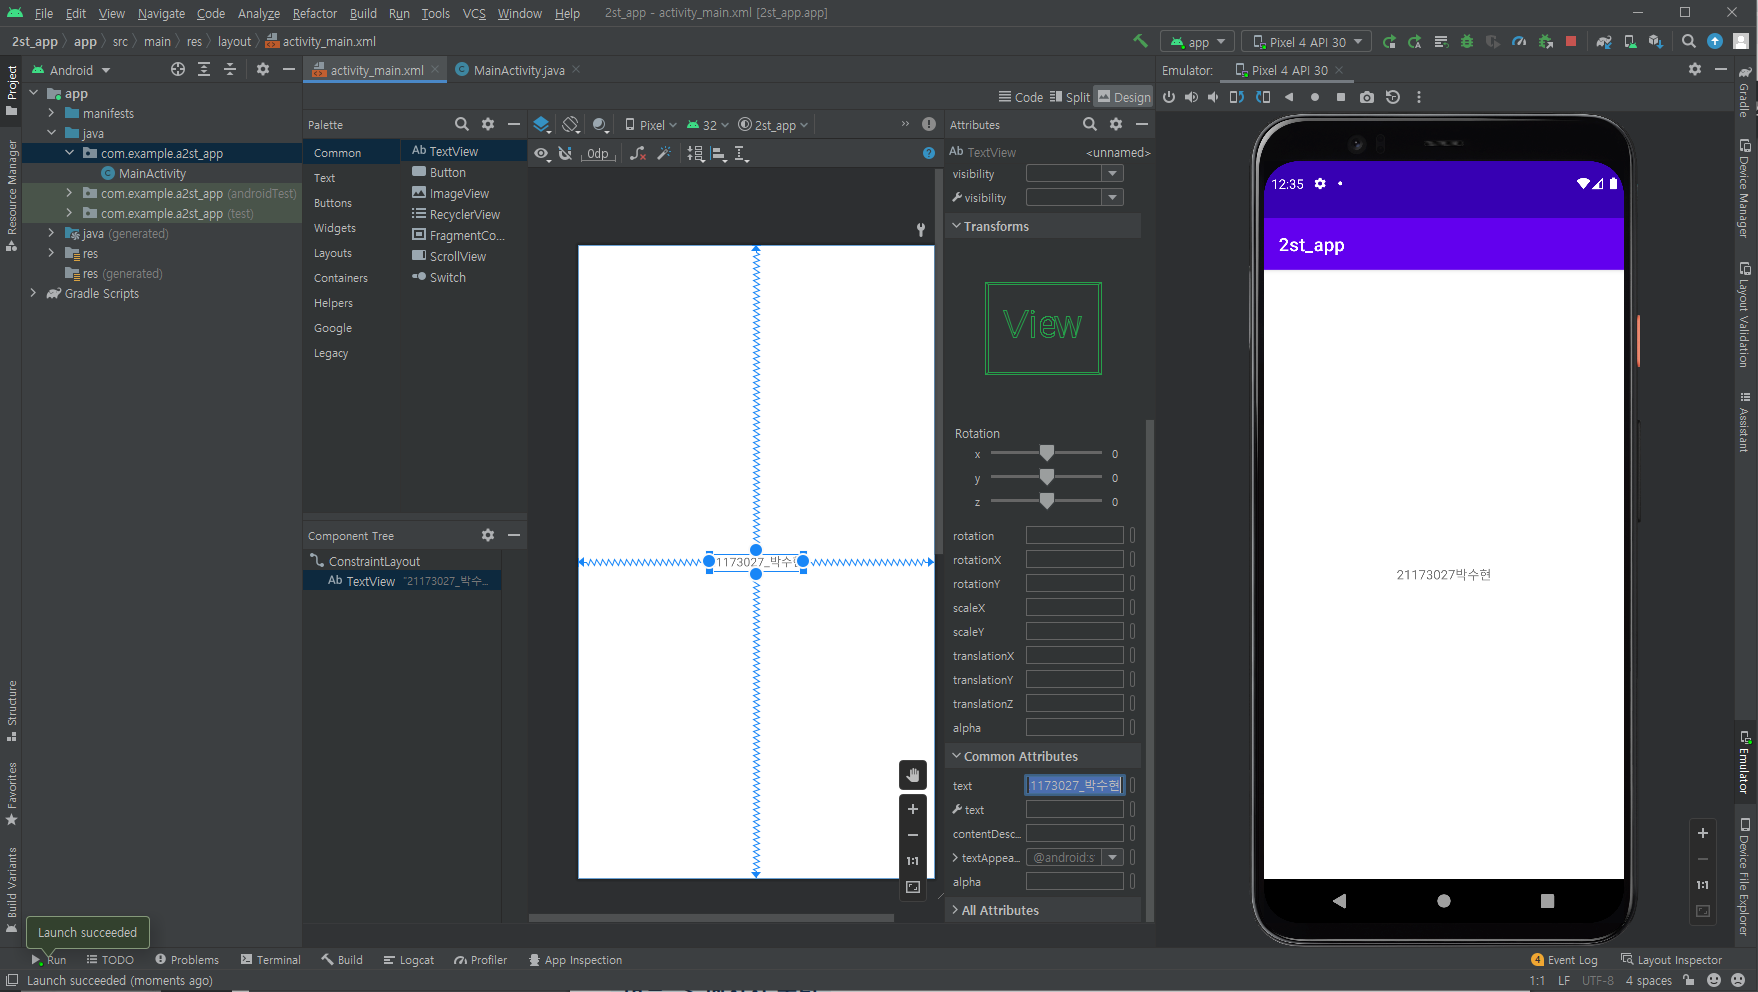 File Edit View Navigate Code Analyze Refactor Build Run Tools VCS Window Help 2st_app - activity_main.xml [2st_app.app]
2st_app app src main res layout activity_main.xml app Pixel 4 API 30
Android
activity_main.xml MainActivity.java
Emulator: Pixel 4 API 30
Project
Resource Manager
Structure
Favorites
Build Variants
app
manifests
java
com.example.a2st_app
MainActivity
com.example.a2st_app (androidTest)
com.example.a2st_app (test)
java (generated)
res
res (generated)
Gradle Scripts
Code Split Design
Palette
Common
Text
Buttons
Widgets
Layouts
Containers
Helpers
Google
Legacy
Ab TextView
Button
ImageView
RecyclerView
FragmentCo...
ScrollView
Switch
Component Tree
ConstraintLayout
Ab TextView "21173027_박수...
Pixel 32 2st_app
0dp
1173027_박수
1:1
Attributes
Ab TextView <unnamed>
visibility
visibility
Transforms
View
Rotation
x 0
y 0
z 0
rotation
rotationX
rotationY
scaleX
scaleY
translationX
translationY
translationZ
alpha
Common Attributes
text 1173027_박수현
text
contentDesc...
textAppea... @android:s
alpha
All Attributes
12:35
2st_app
21173027박수현
1:1
Gradle
Device Manager
Layout Validation
Assistant
Emulator
Device File Explorer
Launch succeeded
Run TODO Problems Terminal Build Logcat Profiler App Inspection 4 Event Log Layout Inspector
Launch succeeded (moments ago) 1:1 LF UTF-8 4 spaces